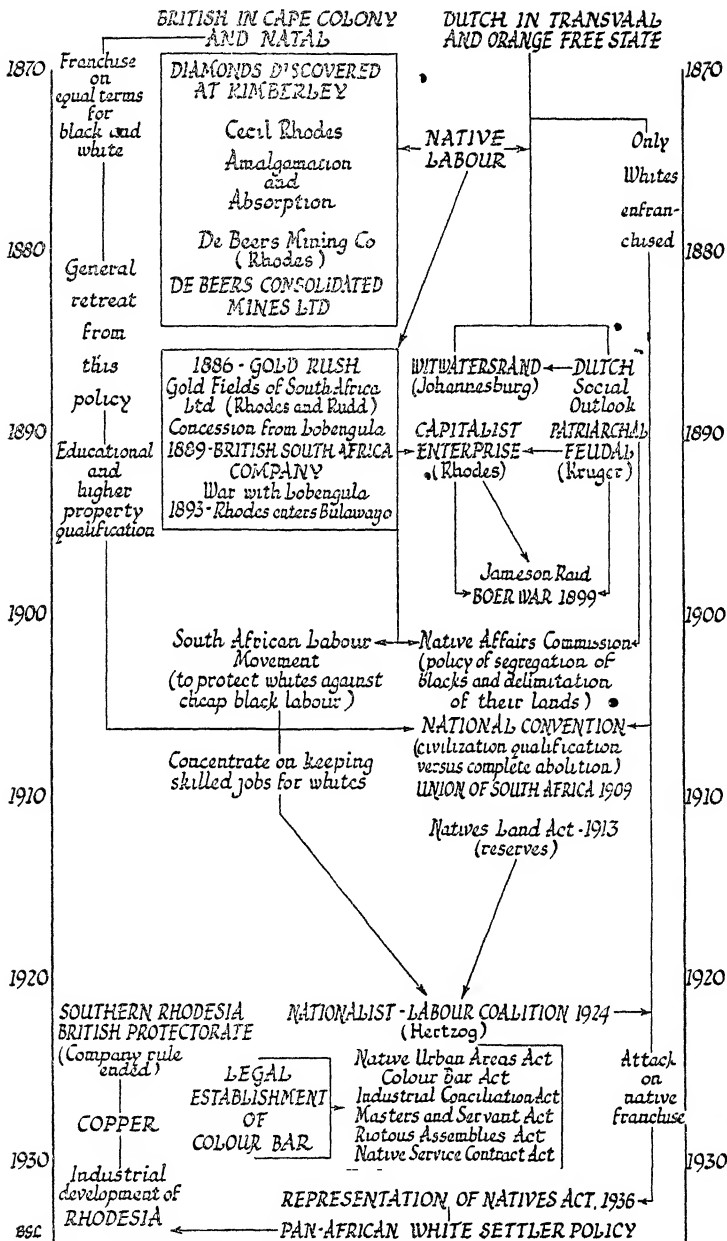 BRITISH IN CAPE COLONY
AND NATAL
DUTCH IN TRANSVAAL
AND ORANGE FREE STATE
1870
1870
Franchise
on
equal terms
for
black and
white
DIAMONDS DISCOVERED
AT KIMBERLEY
Cecil Rhodes
Amalgamation
and
Absorption
De Beers Mining Co
(Rhodes)
DE BEERS CONSOLIDATED
MINES LTD
NATIVE
LABOUR
Only
Whites
enfran-
chised
1880
1880
General
retreat
from
this
policy
1886 - GOLD RUSH
Gold Fields of South Africa
Ltd (Rhodes and Rudd)
Concession from Lobengula
1889-BRITISH SOUTH AFRICA
COMPANY
War with Lobengula
1893-Rhodes enters Bulawayo
WITWATERSRAND
(Johannesburg)
DUTCH
Social
Outlook
1890
1890
Educational
and
higher
property
qualification
CAPITALIST
ENTERPRISE
(Rhodes)
PATRIARCHAL
FEUDAL
(Kruger)
Jameson Raid
BOER WAR 1899
1900
1900
South African Labour
Movement
(to protect whites against
cheap black labour)
Native Affairs Commission
(policy of segregation of
blacks and delimitation
of their lands)
NATIONAL CONVENTION
(civilization qualification
versus complete abolition)
UNION OF SOUTH AFRICA 1909
Concentrate on keeping
skilled jobs for whites
1910
1910
Natives Land Act - 1913
(reserves)
1920
1920
SOUTHERN RHODESIA
BRITISH PROTECTORATE
(Company rule
ended)
NATIONALIST - LABOUR COALITION 1924
(Hertzog)
LEGAL
ESTABLISHMENT
OF
COLOUR BAR
Native Urban Areas Act
Colour Bar Act
Industrial Conciliation Act
Masters and Servant Act
Riotous Assemblies Act
Native Service Contract Act
Attack
on
native
franchise
COPPER
1930
1930
Industrial
development of
RHODESIA
REPRESENTATION OF NATIVES ACT, 1936
PAN-AFRICAN WHITE SETTLER POLICY
BSC